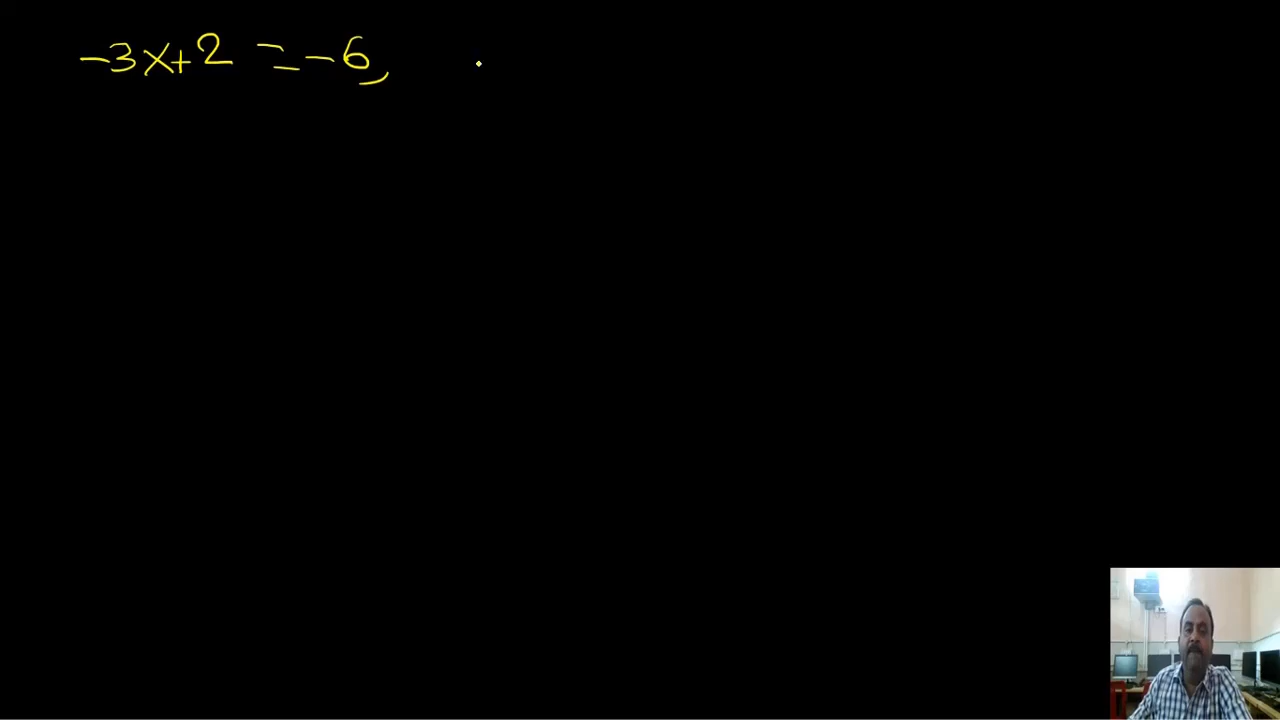 -3x+2 = -6,